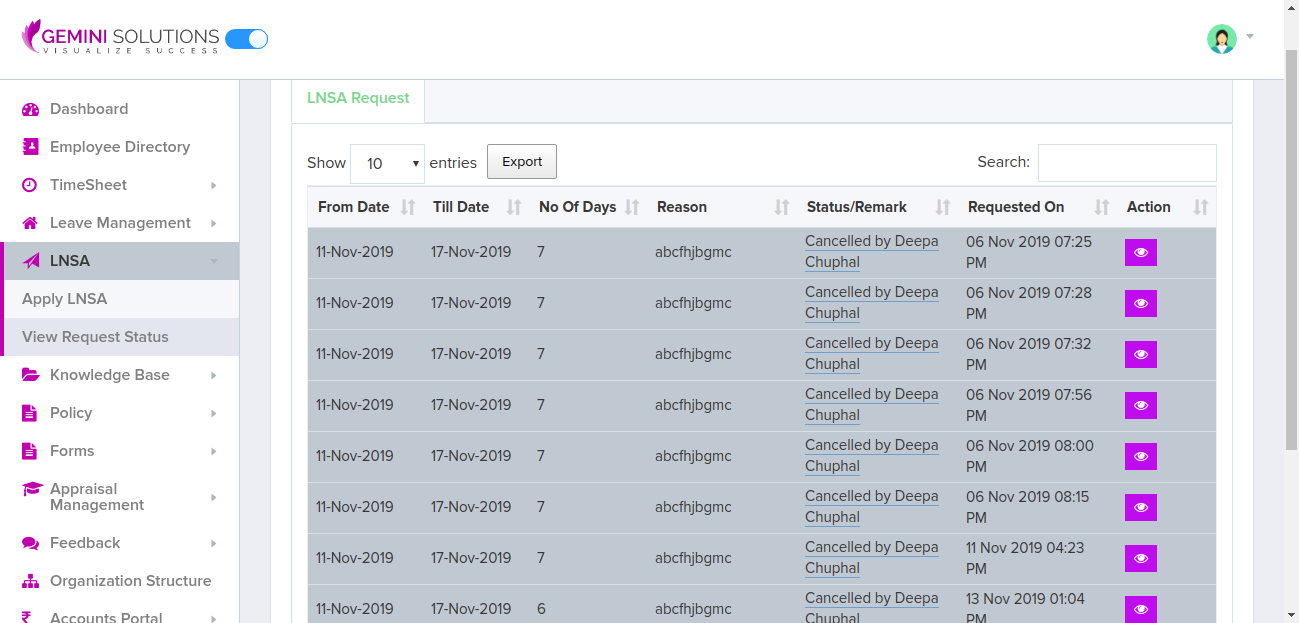 GEMINI SOLUTIONS
VISUALIZE SUCCESS
Dashboard
Employee Directory
TimeSheet
Leave Management
LNSA
Apply LNSA
View Request Status
Knowledge Base
Policy
Forms
Appraisal
Management
Feedback
Organization Structure
Accounts Portal
LNSA Request
Show 10 entries Export Search:
From Date Till Date No Of Days Reason Status/Remark Requested On Action
11-Nov-2019 17-Nov-2019 7 abcfhjbgmc Cancelled by Deepa Chuphal 06 Nov 2019 07:25 PM
11-Nov-2019 17-Nov-2019 7 abcfhjbgmc Cancelled by Deepa Chuphal 06 Nov 2019 07:28 PM
11-Nov-2019 17-Nov-2019 7 abcfhjbgmc Cancelled by Deepa Chuphal 06 Nov 2019 07:32 PM
11-Nov-2019 17-Nov-2019 7 abcfhjbgmc Cancelled by Deepa Chuphal 06 Nov 2019 07:56 PM
11-Nov-2019 17-Nov-2019 7 abcfhjbgmc Cancelled by Deepa Chuphal 06 Nov 2019 08:00 PM
11-Nov-2019 17-Nov-2019 7 abcfhjbgmc Cancelled by Deepa Chuphal 06 Nov 2019 08:15 PM
11-Nov-2019 17-Nov-2019 7 abcfhjbgmc Cancelled by Deepa Chuphal 11 Nov 2019 04:23 PM
11-Nov-2019 17-Nov-2019 6 abcfhjbgmc Cancelled by Deepa Chuphal 13 Nov 2019 01:04 PM